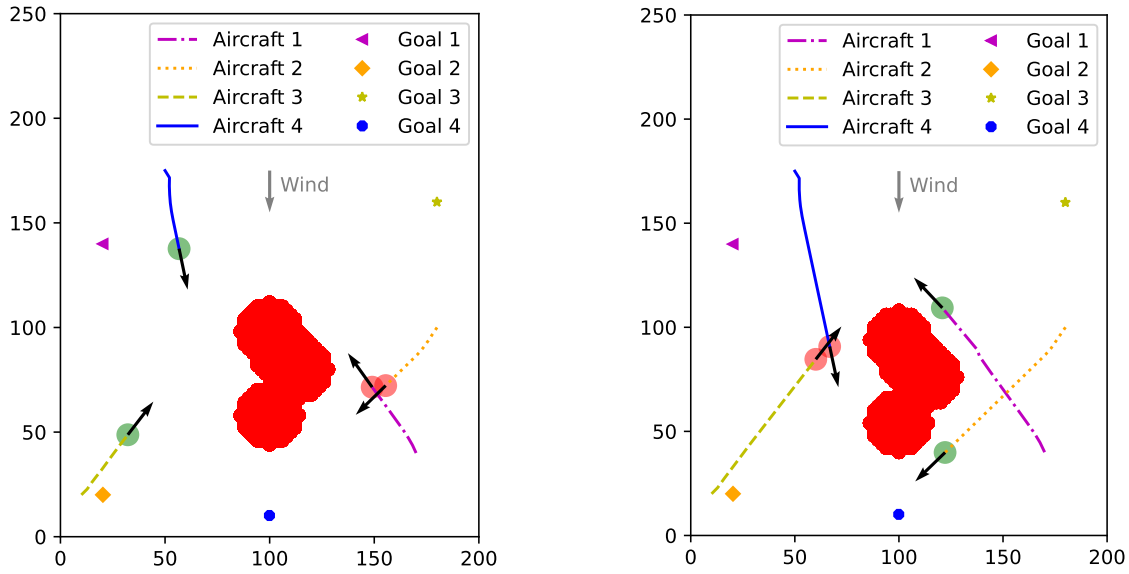 250
200
150
100
50
0
0 50 100 150 200
Aircraft 1 Goal 1
Aircraft 2 Goal 2
Aircraft 3 Goal 3
Aircraft 4 Goal 4
Wind
250
200
150
100
50
0
0 50 100 150 200
Aircraft 1 Goal 1
Aircraft 2 Goal 2
Aircraft 3 Goal 3
Aircraft 4 Goal 4
Wind